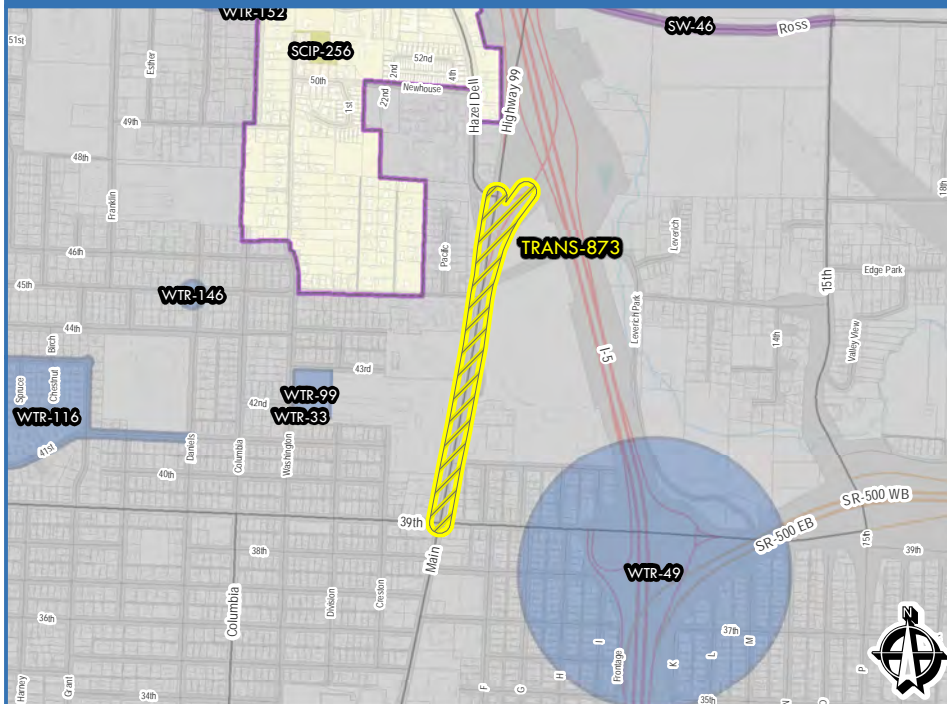 WTR-152
SW-46
Ross
51st
Esther
SCIP-256
52nd
50th
2nd
4th
Newhouse
22nd
1st
Hazel Dell
Highway 99
49th
48th
Franklin
18th
TRANS-873
Leverich
Pacific
46th
45th
Edge Park
15th
WTR-146
44th
Birch
Leverich Park
14th
Valley View
I-5
43rd
Spruce
Chestnut
WTR-99
42nd
WTR-33
WTR-116
41st
Daniels
Columbia
Washington
40th
SR-500 WB
39th
SR-500 EB
15th
39th
Main
38th
WTR-49
Columbia
Division
Creston
36th
37th
I
M
L
K
H
G
F
Frontage
Harney
Grant
34th
35th
N
O
P
N